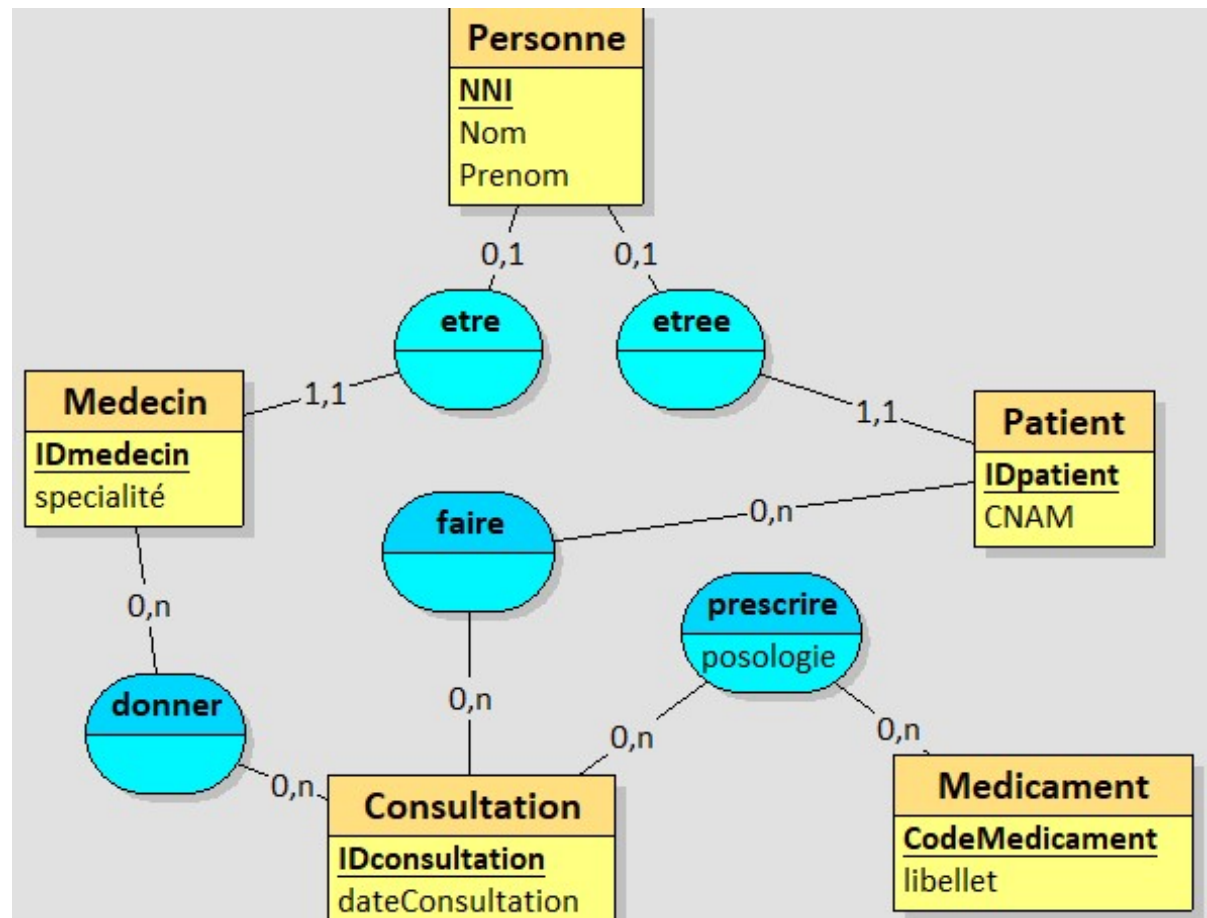 Personne
NNI
Nom
Prenom
0,1
0,1
etre
etree
1,1
1,1
Medecin
IDmedecin
specialité
Patient
IDpatient
CNAM
faire
0,n
prescrire
posologie
0,n
donner
0,n
0,n
0,n
0,n
Consultation
IDconsultation
dateConsultation
Medicament
CodeMedicament
libellet